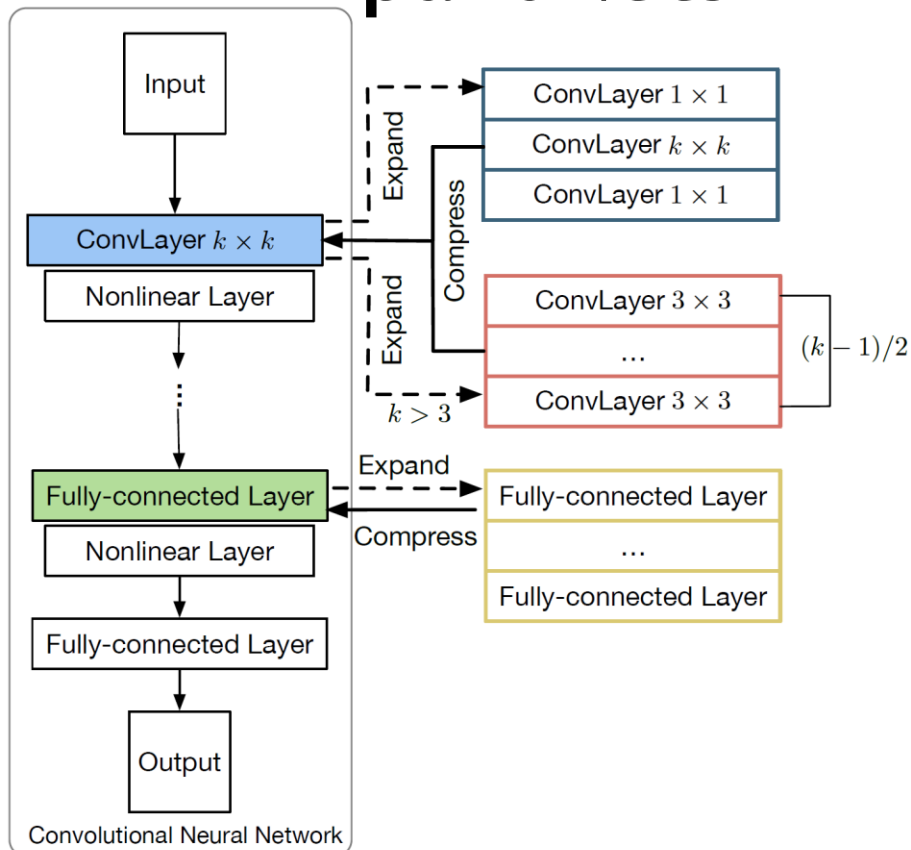 Input
ConvLayer k × k
Nonlinear Layer
...
Fully-connected Layer
Nonlinear Layer
Fully-connected Layer
Output
Convolutional Neural Network
Expand
Compress
Expand
k > 3
ConvLayer 1 × 1
ConvLayer k × k
ConvLayer 1 × 1
ConvLayer 3 × 3
...
ConvLayer 3 × 3
(k − 1)/2
Expand
Compress
Fully-connected Layer
...
Fully-connected Layer